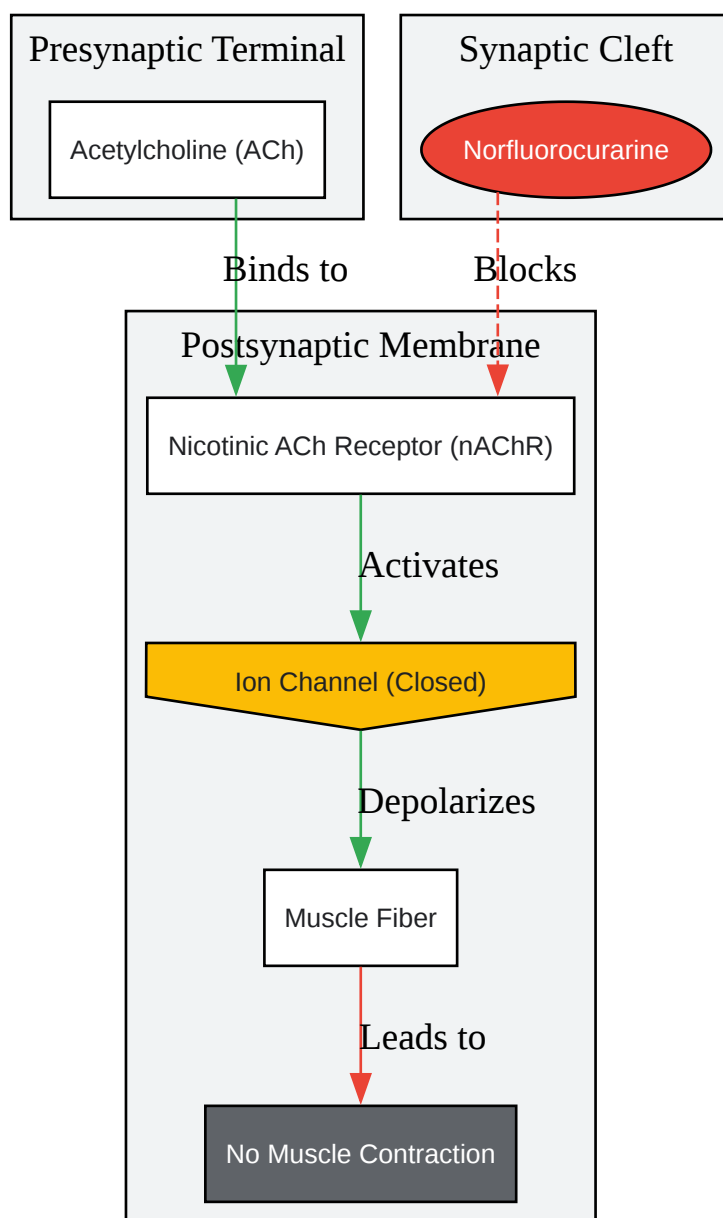 Presynaptic Terminal
Synaptic Cleft
Acetylcholine (ACh)
Norfluorocurarine
Binds to
Blocks
Postsynaptic Membrane
Nicotinic ACh Receptor (nAChR)
Activates
Ion Channel (Closed)
Depolarizes
Muscle Fiber
Leads to
No Muscle Contraction